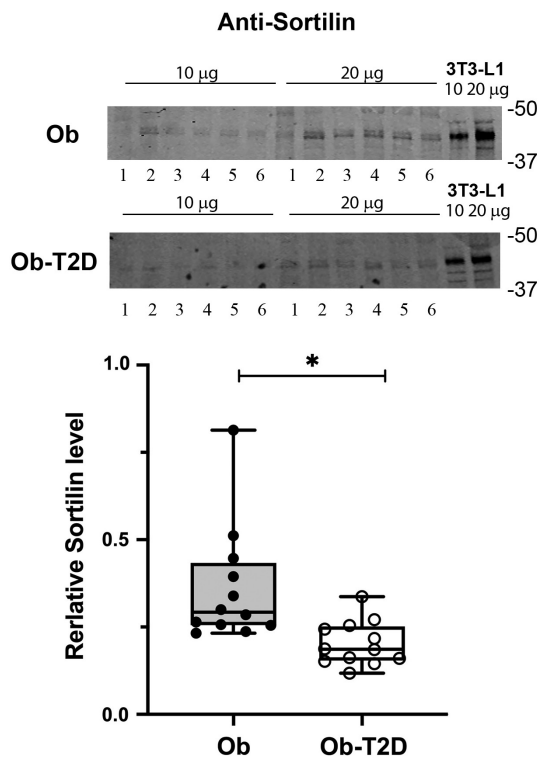 Anti-Sortilin
10 µg 20 µg 3T3-L1
10 20 µg
-50
Ob
-37
1 2 3 4 5 6 1 2 3 4 5 6
10 µg 20 µg 3T3-L1
10 20 µg
-50
Ob-T2D
-37
1 2 3 4 5 6 1 2 3 4 5 6
1.0
*
Rerlative Sortilin level
0.5
0.0
Ob Ob-T2D